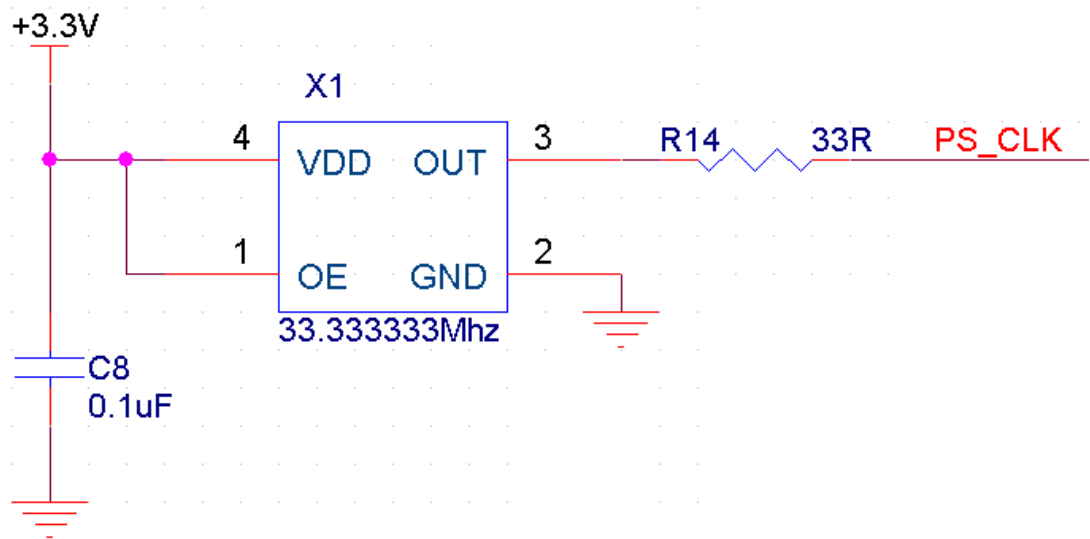 +3.3V
X1
4 VDD OUT 3 R14 33R PS_CLK
1 OE GND 2
33.333333Mhz
C8
0.1uF